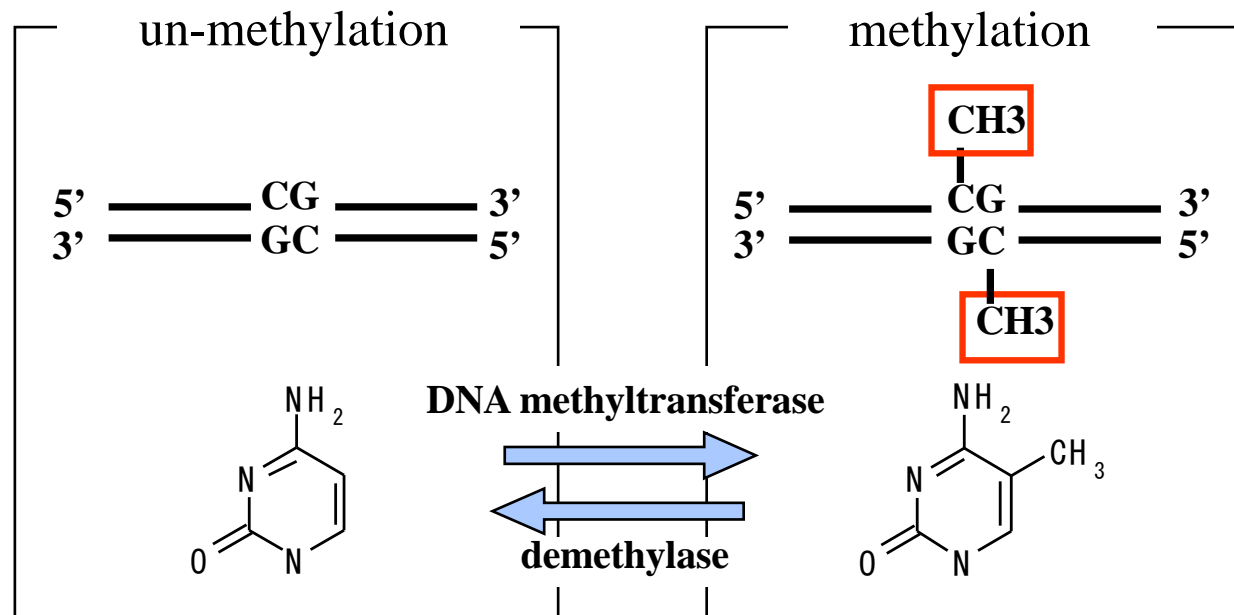 un-methylation
5’ CG 3’
3’ GC 5’
NH2
N
O N
methylation
CH3
5’ CG 3’
3’ GC 5’
CH3
NH2
CH3
N
O N
DNA methyltransferase
demethylase